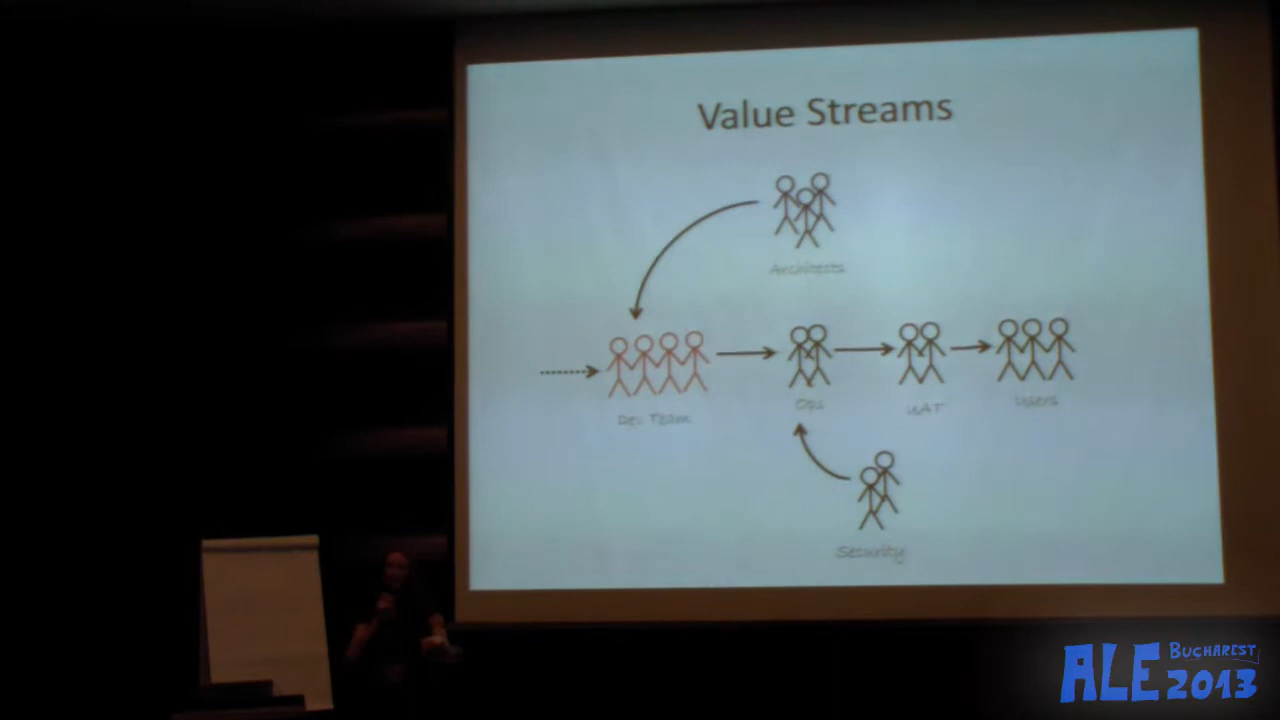 Value Streams
Architects
Dev Team
Ops
UAT
Users
Security
ALE BUCHAREST
2013